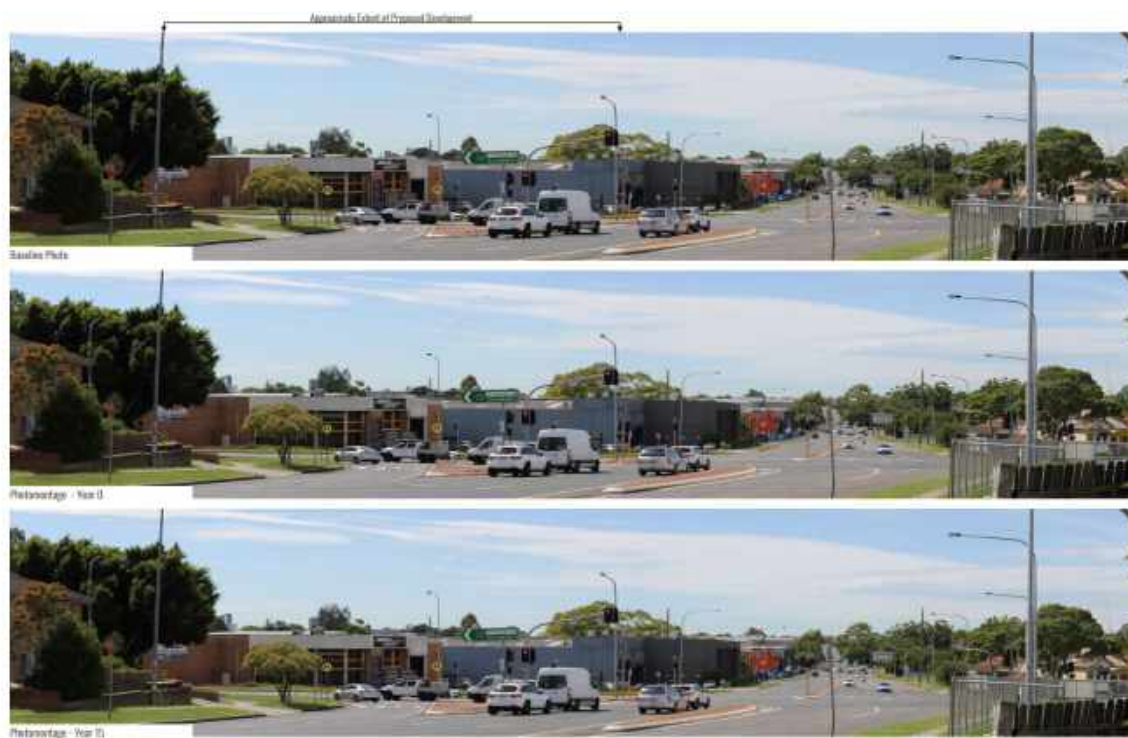 Approximate Extent of Proposed Development
Baseline Photo
Photomontage - Year 0
Photomontage - Year 15